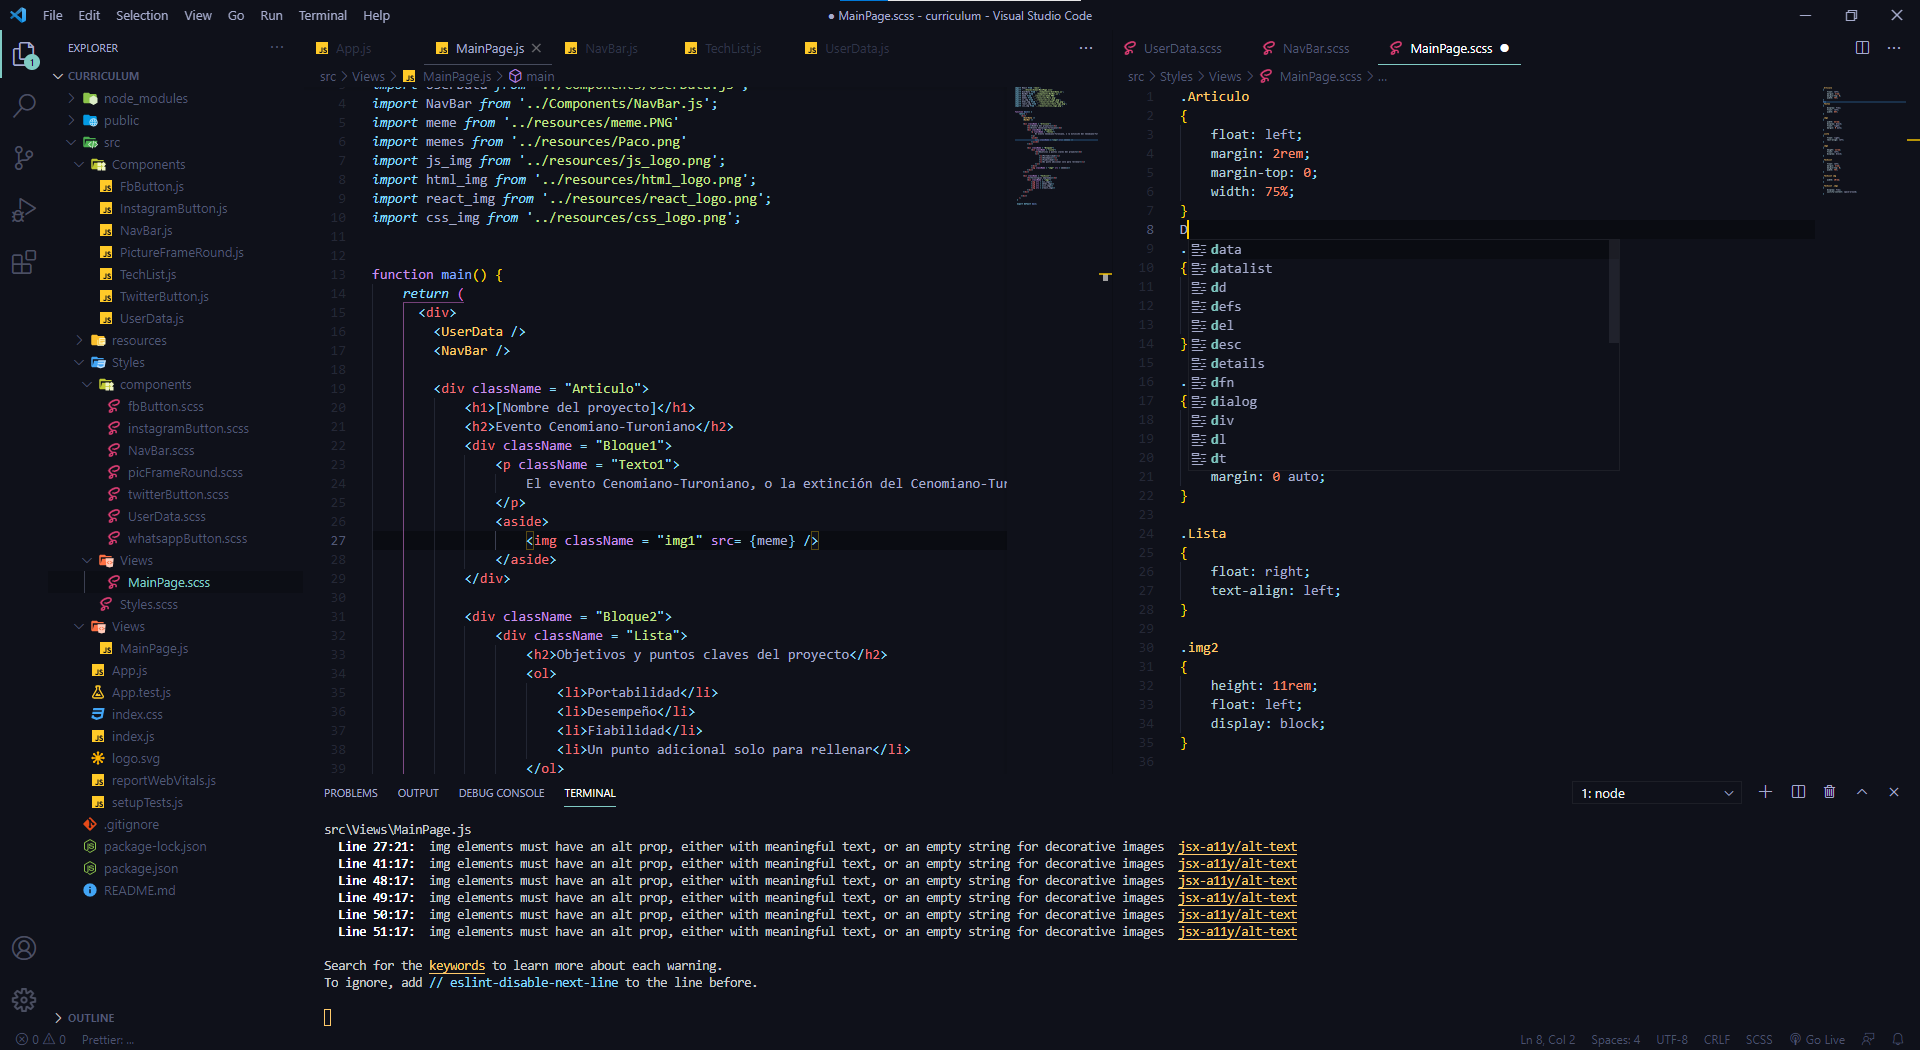 File Edit Selection View Go Run Terminal Help
● MainPage.scss - curriculum - Visual Studio Code
EXPLORER
CURRICULUM
node_modules
public
src
Components
FbButton.js
InstagramButton.js
NavBar.js
PictureFrameRound.js
TechList.js
TwitterButton.js
UserData.js
resources
Styles
components
fbButton.scss
instagramButton.scss
NavBar.scss
picFrameRound.scss
twitterButton.scss
UserData.scss
whatsappButton.scss
Views
MainPage.scss
Styles.scss
Views
MainPage.js
App.js
App.test.js
index.css
index.js
logo.svg
reportWebVitals.js
setupTests.js
.gitignore
package-lock.json
package.json
README.md
OUTLINE
App.js MainPage.js NavBar.js TechList.js UserData.js
src > Views > MainPage.js > main
3 import UserData from '../Components/UserData.js';
4 import NavBar from '../Components/NavBar.js';
5 import meme from '../resources/meme.PNG'
6 import memes from '../resources/Paco.png'
7 import js_img from '../resources/js_logo.png';
8 import html_img from '../resources/html_logo.png';
9 import react_img from '../resources/react_logo.png';
10 import css_img from '../resources/css_logo.png';
11
12
13 function main() {
14 return (
15 <div>
16 <UserData />
17 <NavBar />
18
19 <div className = "Articulo">
20 <h1>[Nombre del proyecto]</h1>
21 <h2>Evento Cenomiano-Turoniano</h2>
22 <div className = "Bloque1">
23 <p className = "Texto1">
24 El evento Cenomiano-Turoniano, o la extinción del Cenomiano-Tur
25 </p>
26 <aside>
27 <img className = "img1" src= {meme} />
28 </aside>
29 </div>
30
31 <div className = "Bloque2">
32 <div className = "Lista">
33 <h2>Objetivos y puntos claves del proyecto</h2>
34 <ol>
35 <li>Portabilidad</li>
36 <li>Desempeño</li>
37 <li>Fiabilidad</li>
38 <li>Un punto adicional solo para rellenar</li>
39 </ol>
UserData.scss NavBar.scss MainPage.scss ●
src > Styles > Views > MainPage.scss > ...
1 .Articulo
2 {
3 float: left;
4 margin: 2rem;
5 margin-top: 0;
6 width: 75%;
7 }
8 D
9 . data
10 { datalist
11 dd
12 defs
13 del
14 } desc
15 details
16 . dfn
17 { dialog
18 div
19 dl
20 dt
21 margin: 0 auto;
22 }
23
24 .Lista
25 {
26 float: right;
27 text-align: left;
28 }
29
30 .img2
31 {
32 height: 11rem;
33 float: left;
34 display: block;
35 }
36
PROBLEMS OUTPUT DEBUG CONSOLE TERMINAL
1: node
src\Views\MainPage.js
Line 27:21: img elements must have an alt prop, either with meaningful text, or an empty string for decorative images jsx-a11y/alt-text
Line 41:17: img elements must have an alt prop, either with meaningful text, or an empty string for decorative images jsx-a11y/alt-text
Line 48:17: img elements must have an alt prop, either with meaningful text, or an empty string for decorative images jsx-a11y/alt-text
Line 49:17: img elements must have an alt prop, either with meaningful text, or an empty string for decorative images jsx-a11y/alt-text
Line 50:17: img elements must have an alt prop, either with meaningful text, or an empty string for decorative images jsx-a11y/alt-text
Line 51:17: img elements must have an alt prop, either with meaningful text, or an empty string for decorative images jsx-a11y/alt-text
Search for the keywords to learn more about each warning.
To ignore, add // eslint-disable-next-line to the line before.
0 0 Prettier: ...
Ln 8, Col 2 Spaces: 4 UTF-8 CRLF SCSS Go Live